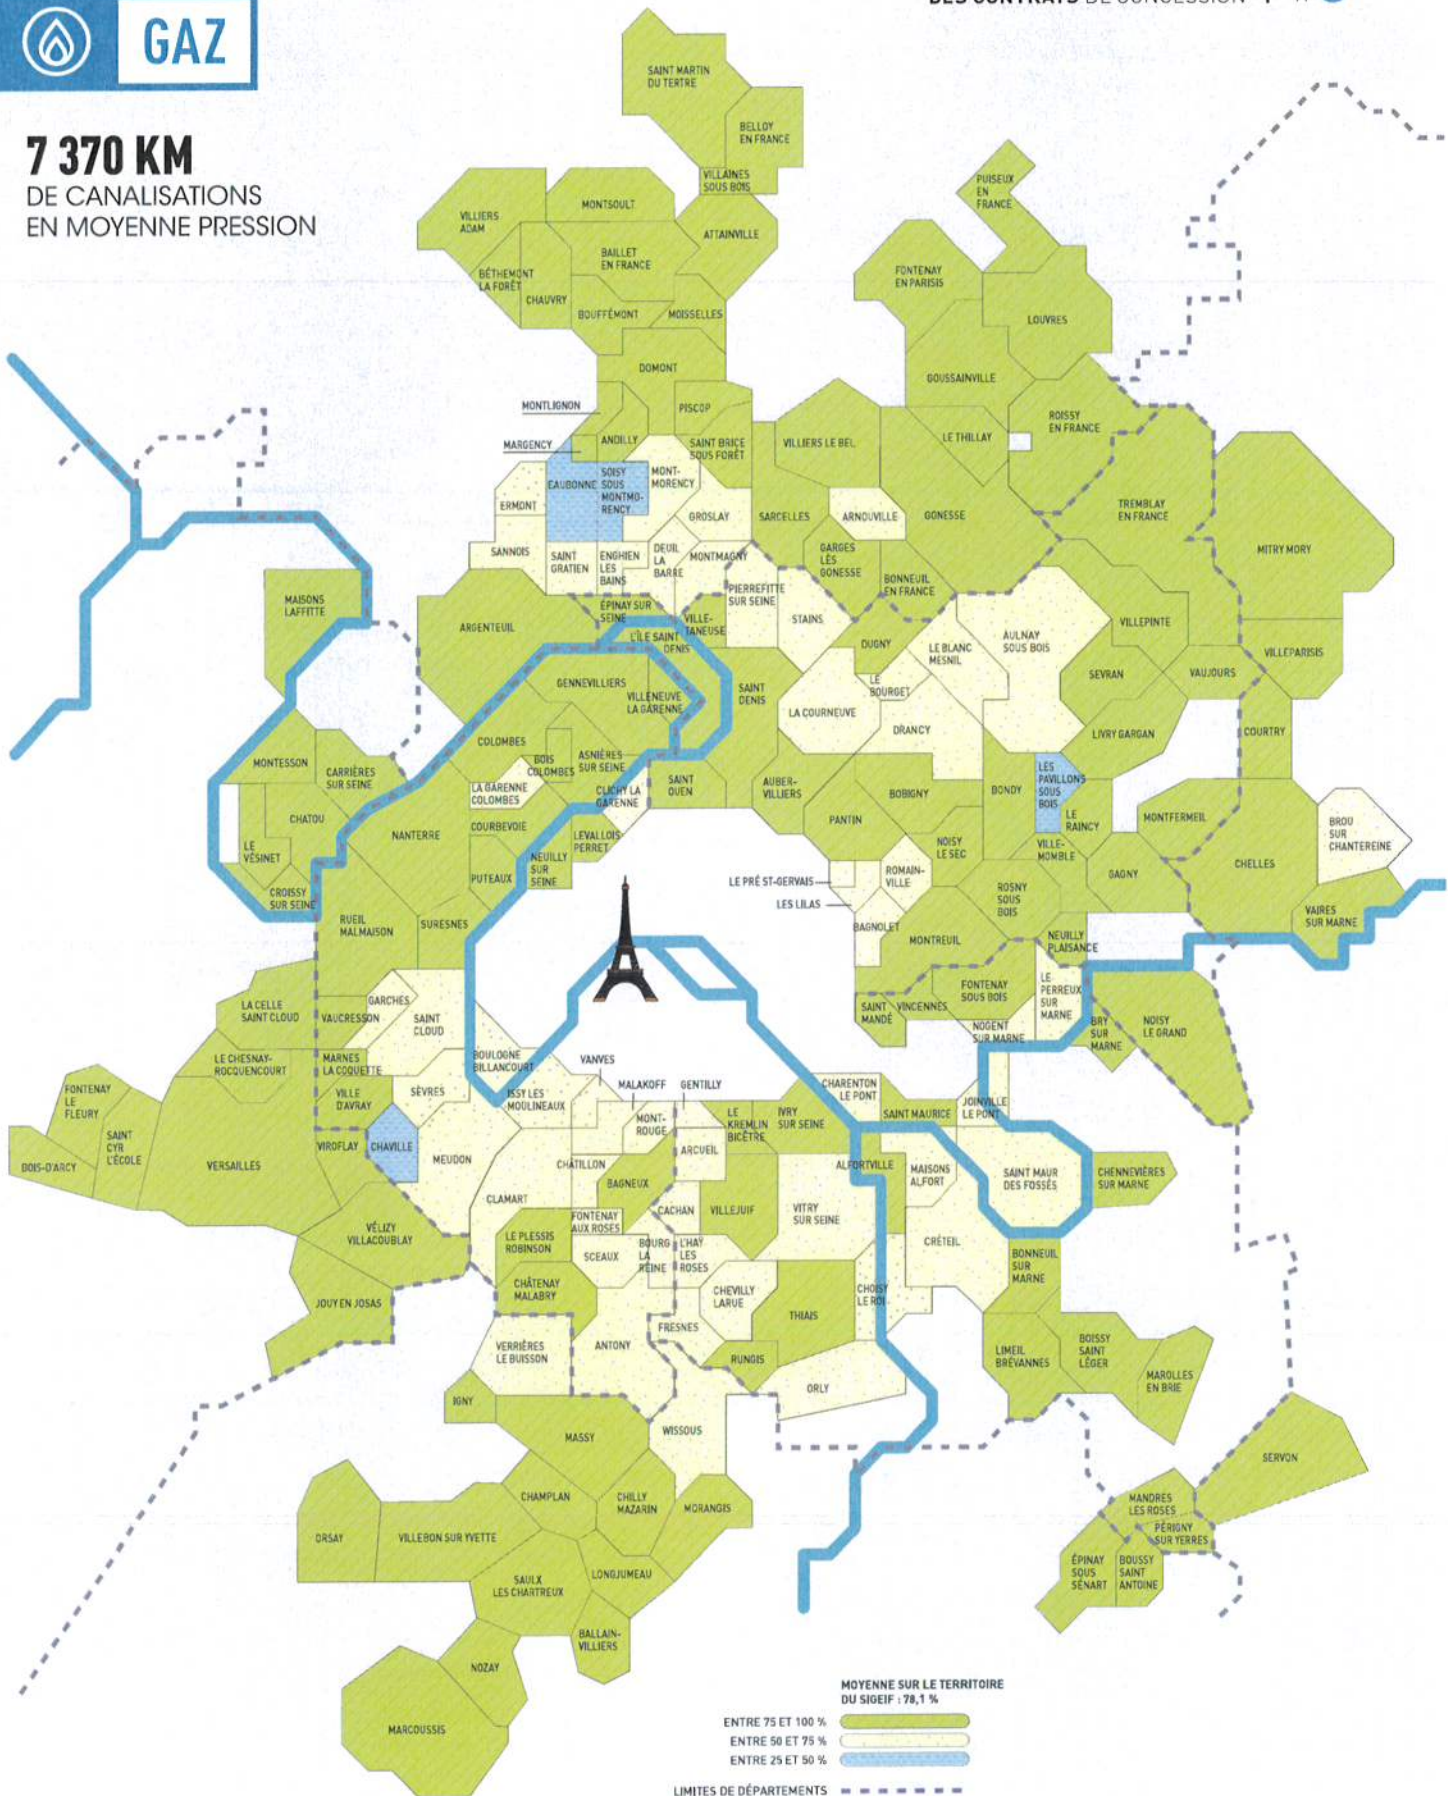 DES CONTRATS DE CONCESSION
GAZ
7 370 KM
DE CANALISATIONS
EN MOYENNE PRESSION
SAINT MARTIN
DU TERTRE
BELLOY
EN FRANCE
VILLAINES
SOUS BOIS
PUISEUX
EN
FRANCE
VILLIERS
ADAM
MONTSOULT
ATTAINVILLE
BAILLET
EN FRANCE
BÉTHEMONT
LA FORÊT
CHAUVRY
BOUFFÉMONT
MOISSELLES
FONTENAY
EN PARISIS
LOUVRES
DOMONT
GOUSSAINVILLE
MONTLIGNON
PISCOP
ROISSY
EN FRANCE
MARGENCY
ANDILLY
SAINT BRICE
SOUS FORÊT
VILLIERS LE BEL
LE THILLAY
EAUBONNE
SOISY
SOUS
MONTMO-
RENCY
MONT-
MORENCY
ERMONT
GROSLAY
SARCELLES
ARNOUVILLE
GONESSE
TREMBLAY
EN FRANCE
MITRY MORY
SANNOIS
SAINT
GRATIEN
ENGHIEN
LES
BAINS
DEUIL
LA
BARRE
MONTMAGNY
GARGES
LÈS
GONESSE
BONNEUIL
EN FRANCE
PIERREFITTE
SUR SEINE
MAISONS
LAFFITTE
ARGENTEUIL
ÉPINAY SUR
SEINE
VILLE-
TANEUSE
STAINS
L'ÎLE SAINT
DENIS
DUGNY
LE BLANC
MESNIL
AULNAY
SOUS BOIS
VILLEPINTE
VILLEPARISIS
GENNEVILLIERS
VILLENEUVE
LA GARENNE
SAINT
DENIS
LE
BOURGET
SEVRAN
VAUJOURS
LA COURNEUVE
DRANCY
LIVRY GARGAN
COURTRY
COLOMBES
BOIS
COLOMBES
ASNIÈRES
SUR SEINE
MONTESSON
CARRIÈRES
SUR SEINE
LA GARENNE
COLOMBES
CLICHY LA
GARENNE
SAINT
OUEN
AUBER-
VILLIERS
BOBIGNY
BONDY
LES
PAVILLONS
SOUS
BOIS
LE
RAINCY
MONTFERMEIL
CHATOU
NANTERRE
COURBEVOIE
LEVALLOIS
PERRET
PANTIN
BROU
SUR
CHANTEREINE
LE
VÉSINET
NEUILLY
SUR
SEINE
PUTEAUX
NOISY
LE SEC
VILLE-
MOMBLE
GAGNY
CHELLES
CROISSY
SUR SEINE
LE PRÉ ST-GERVAIS
ROMAIN-
VILLE
ROSNY
SOUS
BOIS
LES LILAS
RUEIL
MALMAISON
SURESNES
BAGNOLET
MONTREUIL
NEUILLY
PLAISANCE
VAIRES
SUR MARNE
LA CELLE
SAINT CLOUD
VAUCRESSON
GARCHES
SAINT
CLOUD
SAINT
MANDÉ
VINCENNES
FONTENAY
SOUS BOIS
LE
PERREUX
SUR
MARNE
NOGENT
SUR MARNE
BRY
SUR
MARNE
NOISY
LE GRAND
LE CHESNAY-
ROCQUENCOURT
MARNES
LA COQUETTE
BOULOGNE
BILLANCOURT
VANVES
MALAKOFF
GENTILLY
CHARENTON
LE PONT
FONTENAY
LE
FLEURY
VILLE
D'AVRAY
SÈVRES
ISSY LES
MOULINEAUX
MONT-
ROUGE
LE
KREMLIN
BICÊTRE
IVRY
SUR SEINE
SAINT MAURICE
JOINVILLE
LE PONT
SAINT
CYR
L'ÉCOLE
BOIS-D'ARCY
VERSAILLES
VIROFLAY
CHAVILLE
MEUDON
CHÂTILLON
ARCUEIL
ALFORTVILLE
MAISONS
ALFORT
SAINT MAUR
DES FOSSÉS
CHENNEVIÈRES
SUR MARNE
CLAMART
BAGNEUX
CACHAN
VILLEJUIF
VITRY
SUR SEINE
VÉLIZY
VILLACOUBLAY
LE PLESSIS
ROBINSON
FONTENAY
AUX ROSES
SCEAUX
BOURG
LA
REINE
L'HAŸ
LES
ROSES
CRÉTEIL
BONNEUIL
SUR
MARNE
JOUY EN JOSAS
CHÂTENAY
MALABRY
CHEVILLY
LARUE
THIAIS
CHOISY
LE ROI
VERRIÈRES
LE BUISSON
ANTONY
FRESNES
RUNGIS
LIMEIL
BRÉVANNES
BOISSY
SAINT
LÉGER
MAROLLES
EN BRIE
ORLY
IGNY
MASSY
WISSOUS
SERVON
CHAMPLAN
CHILLY
MAZARIN
MORANGIS
MANDRES
LES ROSES
ORSAY
VILLEBON SUR YVETTE
PÉRIGNY
SUR YERRES
SAULX
LES CHARTREUX
LONGJUMEAU
ÉPINAY
SOUS
SÉNART
BOUSSY
SAINT
ANTOINE
BALLAIN-
VILLIERS
NOZAY
MARCOUSSIS
MOYENNE SUR LE TERRITOIRE
DU SIGEIF : 78,1 %
ENTRE 75 ET 100 %
ENTRE 50 ET 75 %
ENTRE 25 ET 50 %
LIMITES DE DÉPARTEMENTS